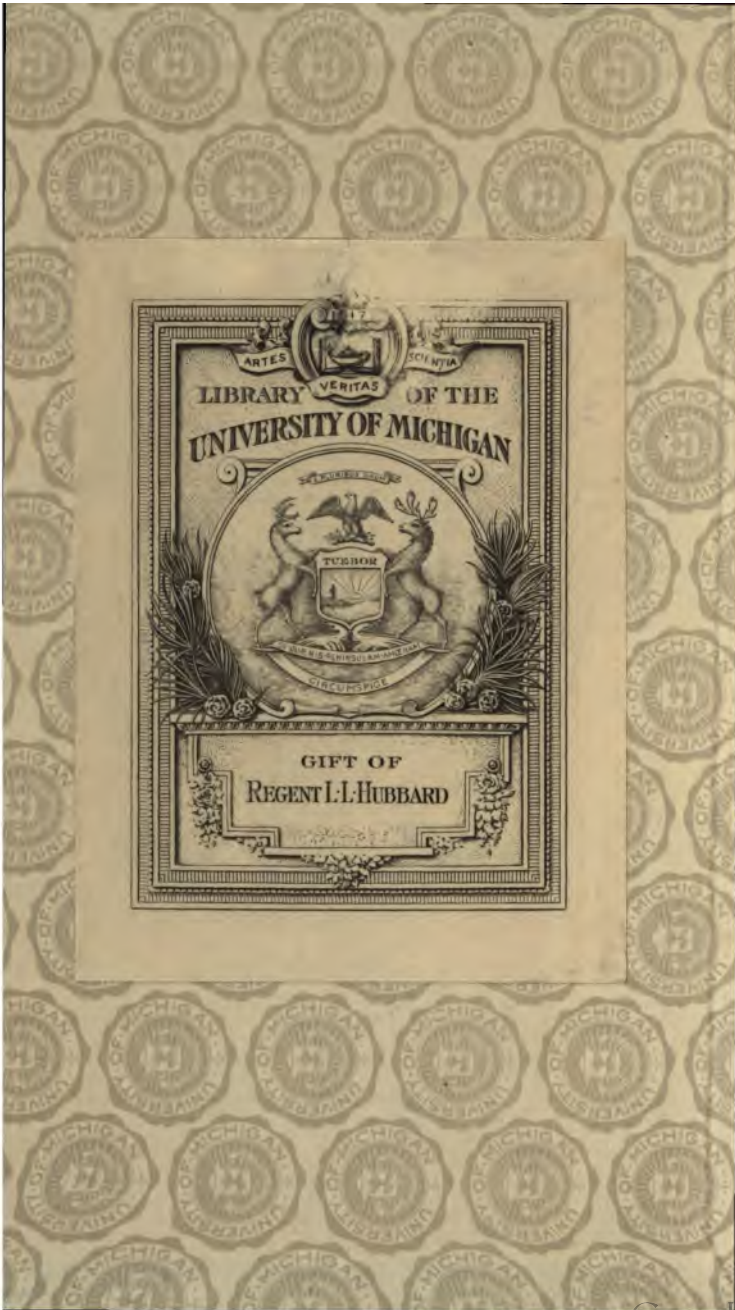 ARTES SCIENTIA
VERITAS
LIBRARY OF THE
UNIVERSITY OF MICHIGAN
TUEBOR
CIRCUMSPICE
GIFT OF
REGENT L·L·HUBBARD